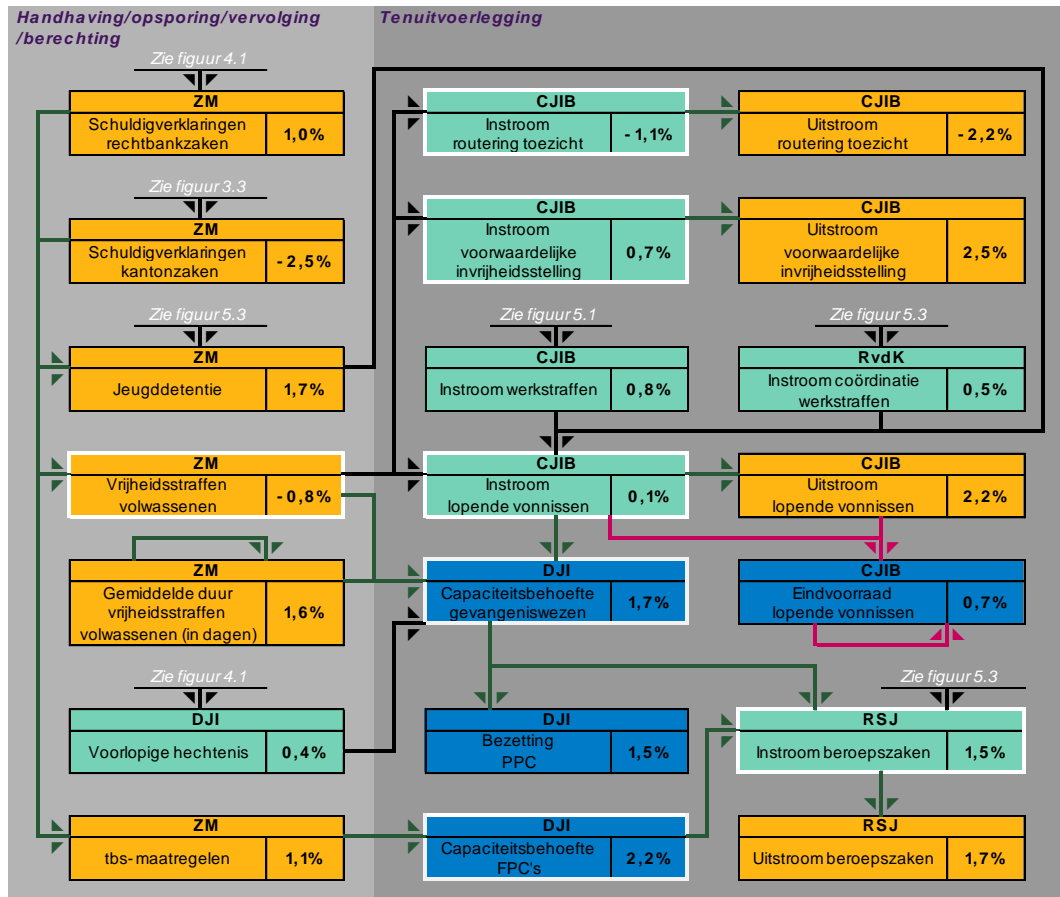 Handhaving/opsporing/vervolging
/berechting
Tenuitvoerlegging
Zie figuur 4.1
ZM
Schuldigverklaringen
rechtbankzaken
1,0%
CJIB
Instroom
routering toezicht
- 1,1%
CJIB
Uitstroom
routering toezicht
- 2,2%
Zie figuur 3.3
ZM
Schuldigverklaringen
kantonzaken
- 2,5%
CJIB
Instroom
voorwaardelijke
invrijheidsstelling
0,7%
CJIB
Uitstroom
voorwaardelijke
invrijheidsstelling
2,5%
Zie figuur 5.3
ZM
Jeugddetentie
1,7%
Zie figuur 5.1
CJIB
Instroom werkstraffen
0,8%
Zie figuur 5.3
RvdK
Instroom coördinatie
werkstraffen
0,5%
ZM
Vrijheidsstraffen
volwassenen
- 0,8%
CJIB
Instroom
lopende vonnissen
0,1%
CJIB
Uitstroom
lopende vonnissen
2,2%
ZM
Gemiddelde duur
vrijheidsstraffen
volwassenen (in dagen)
1,6%
DJI
Capaciteitsbehoefte
gevangeniswezen
1,7%
CJIB
Eindvoorraad
lopende vonnissen
0,7%
Zie figuur 4.1
DJI
Voorlopige hechtenis
0,4%
DJI
Bezetting
PPC
1,5%
Zie figuur 5.3
RSJ
Instroom beroepszaken
1,5%
ZM
tbs- maatregelen
1,1%
DJI
Capaciteitsbehoefte
FPC's
2,2%
RSJ
Uitstroom beroepszaken
1,7%